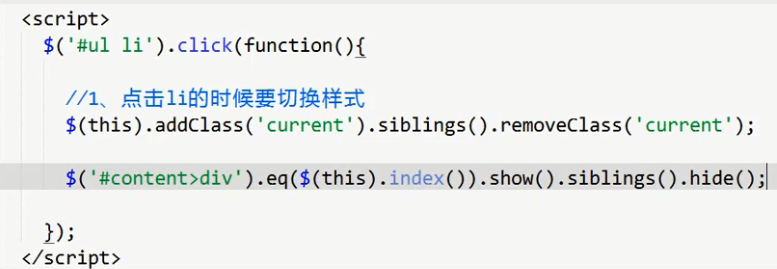 <script>
$('#ul li').click(function(){
//1、点击li的时候要切换样式
$(this).addClass('current').siblings().removeClass('current');
$('#content>div').eq($(this).index()).show().siblings().hide();
});
</script>